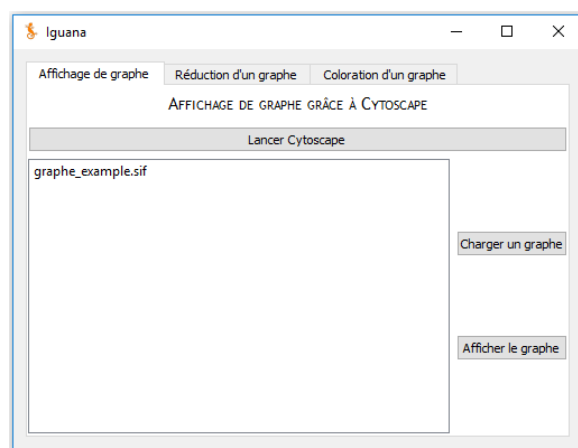 Iguana
Affichage de graphe Réduction d'un graphe Coloration d'un graphe
AFFICHAGE DE GRAPHE GRÂCE À CYTOSCAPE
Lancer Cytoscape
graphe_example.sif
Charger un graphe
Afficher le graphe